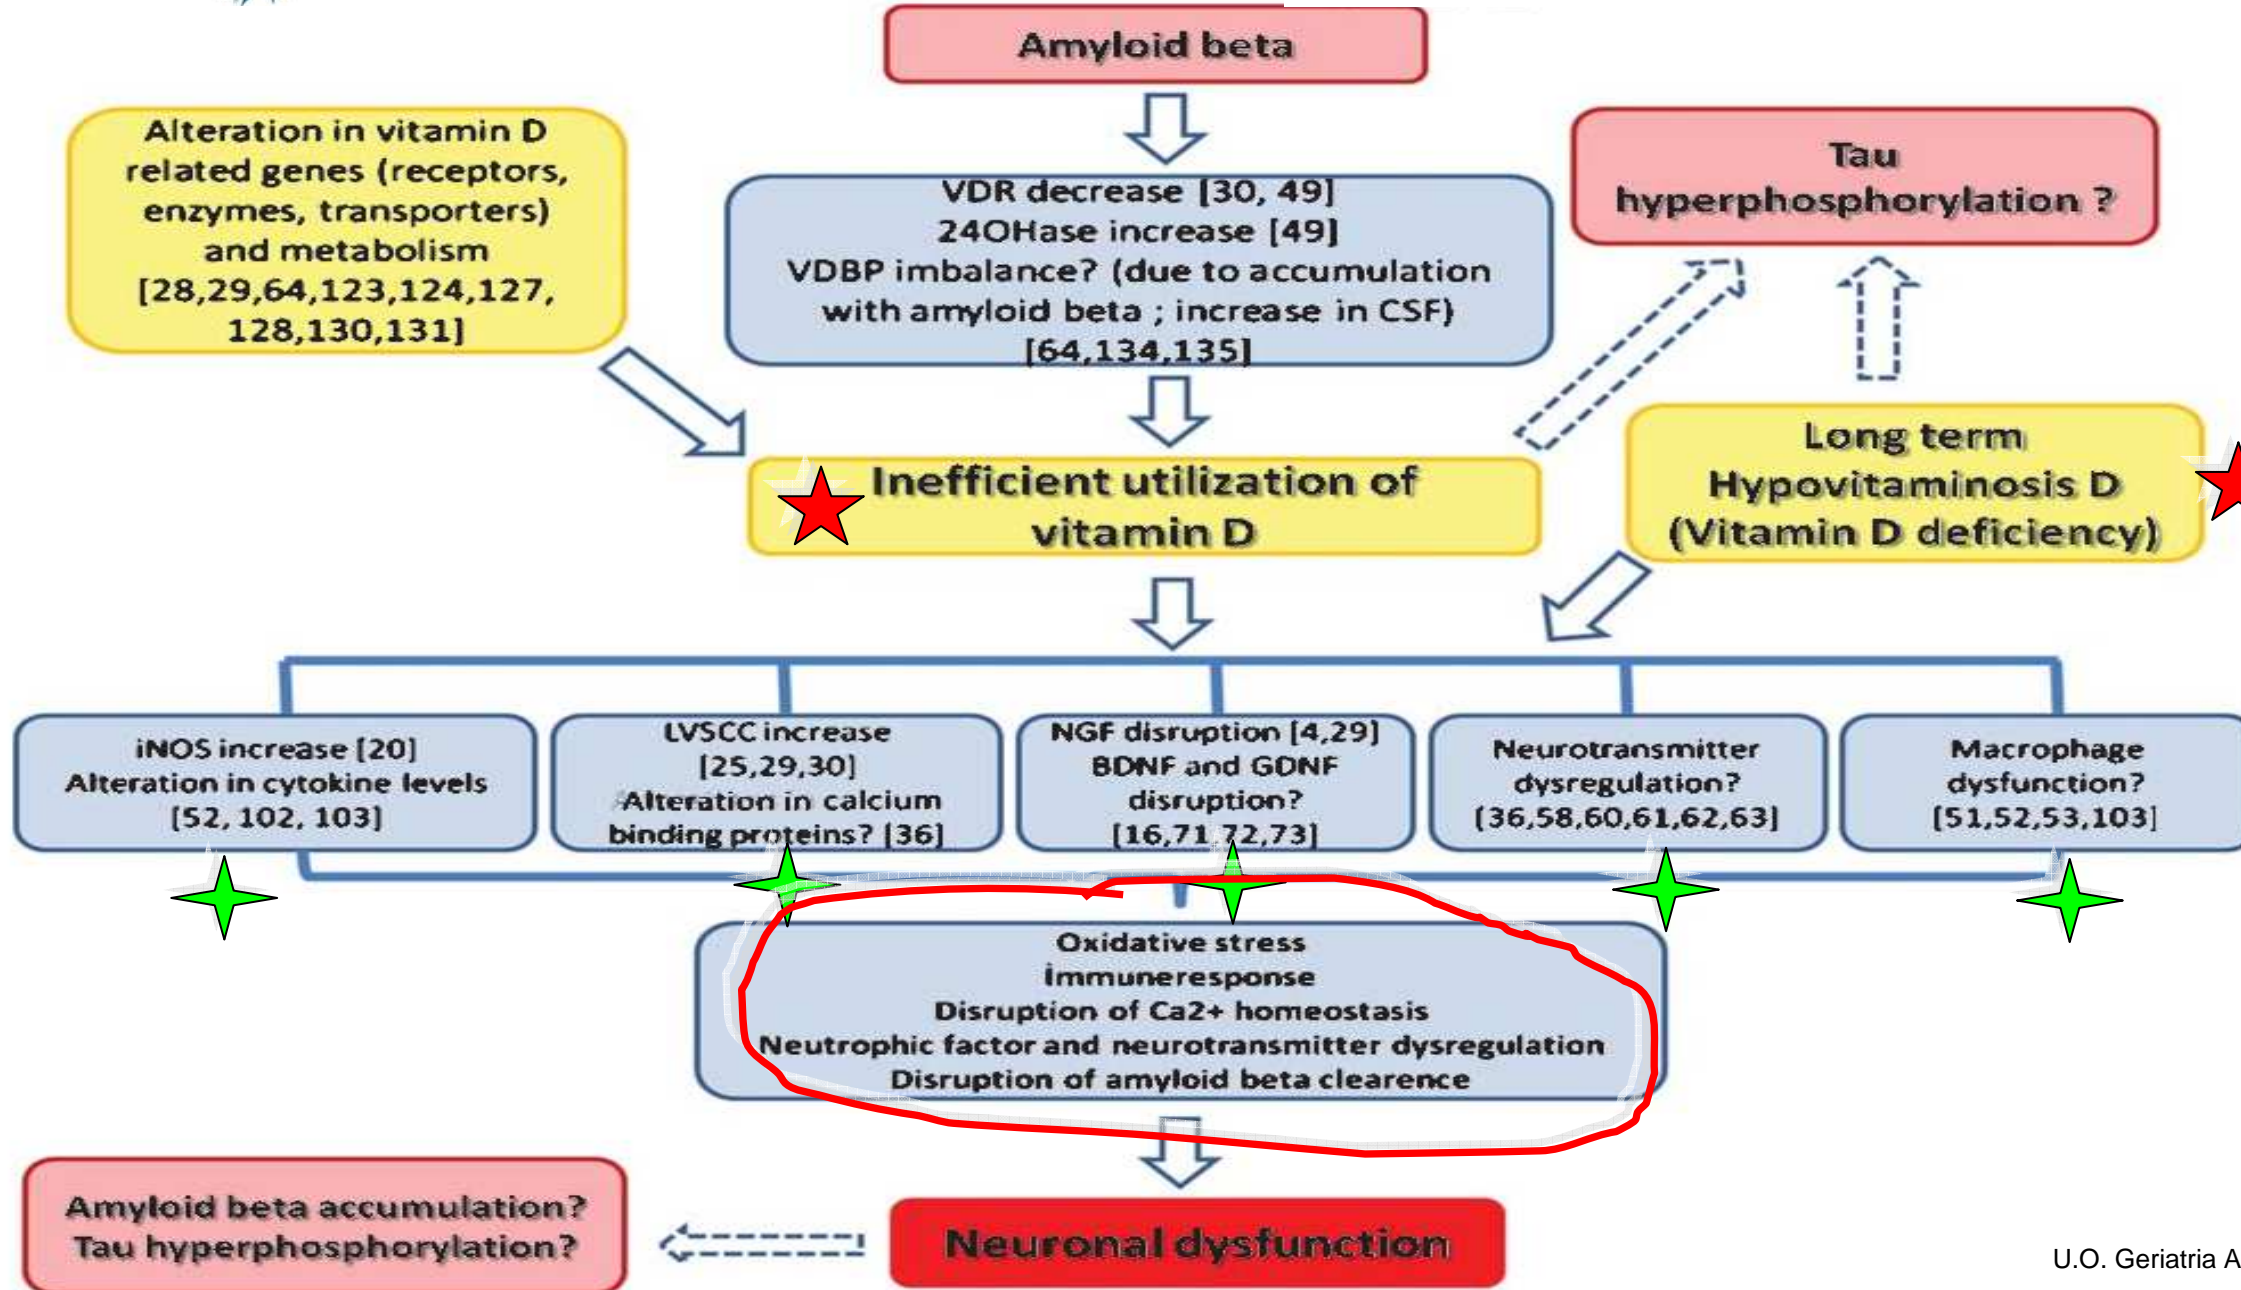 Amyloid beta
Alteration in vitamin D
related genes (receptors,
enzymes, transporters)
and metabolism
[28,29,64,123,124,127,
128,130,131]
VDR decrease [30, 49]
24OHase increase [49]
VDBP imbalance? (due to accumulation
with amyloid beta ; increase in CSF)
[64,134,135]
Tau
hyperphosphorylation ?
Inefficient utilization of
vitamin D
Long term
Hypovitaminosis D
(Vitamin D deficiency)
iNOS increase [20]
Alteration in cytokine levels
[52, 102, 103]
LVSCC increase
[25,29,30]
Alteration in calcium
binding proteins? [36]
NGF disruption [4,29]
BDNF and GDNF
disruption?
[16,71,72,73]
Neurotransmitter
dysregulation?
[36,58,60,61,62,63]
Macrophage
dysfunction?
[51,52,53,103]
Oxidative stress
İmmuneresponse
Disruption of Ca2+ homeostasis
Neutrophic factor and neurotransmitter dysregulation
Disruption of amyloid beta clearence
Amyloid beta accumulation?
Tau hyperphosphorylation?
Neuronal dysfunction
U.O. Geriatria A